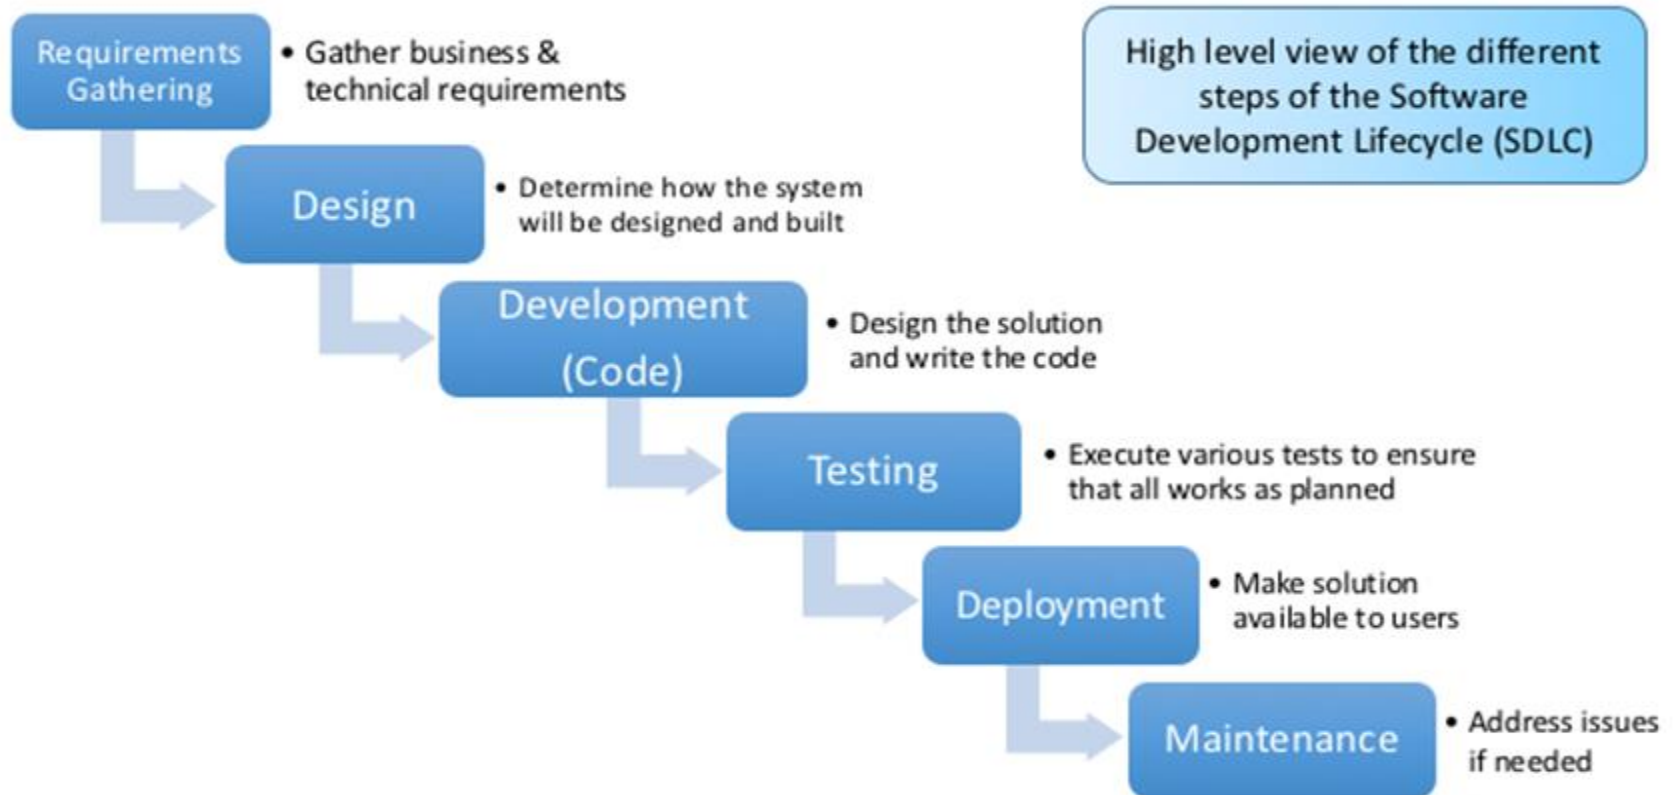 Requirements
Gathering
• Gather business &
technical requirements
High level view of the different
steps of the Software
Development Lifecycle (SDLC)
Design
• Determine how the system
will be designed and built
Development
(Code)
• Design the solution
and write the code
Testing
• Execute various tests to ensure
that all works as planned
Deployment
• Make solution
available to users
Maintenance
• Address issues
if needed